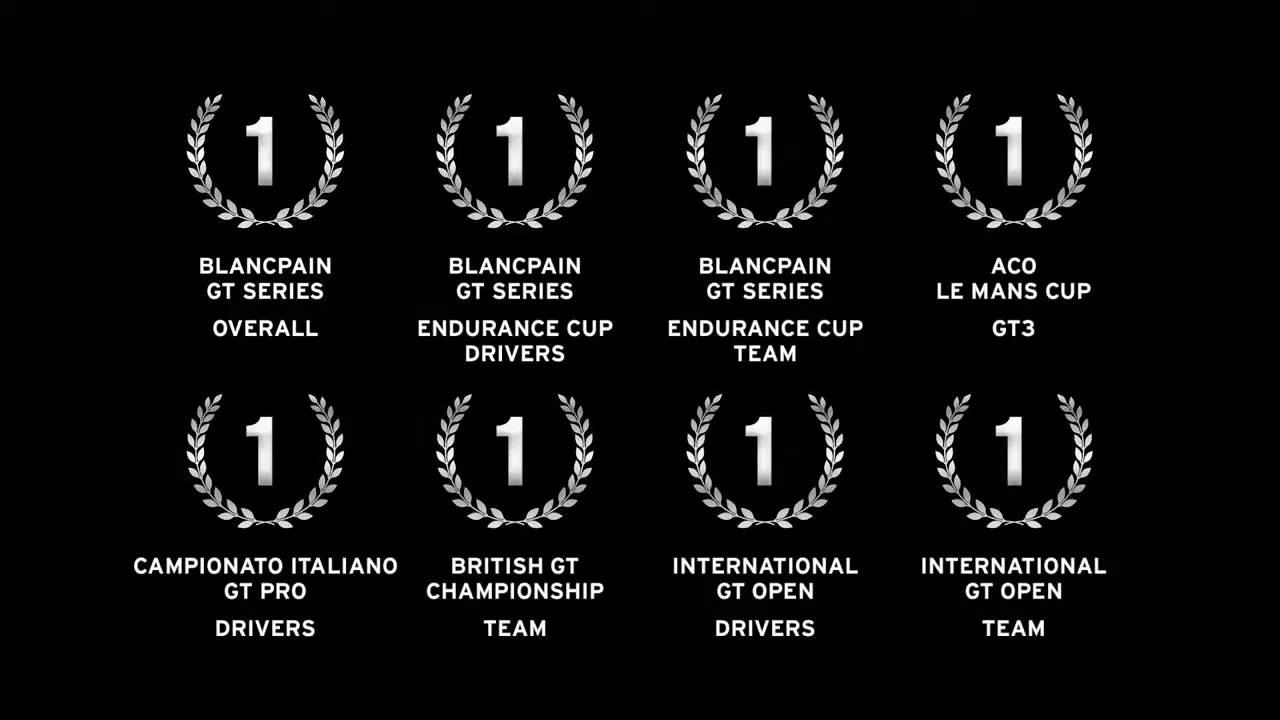 1
BLANCPAIN
GT SERIES
OVERALL
1
BLANCPAIN
GT SERIES
ENDURANCE CUP
DRIVERS
1
BLANCPAIN
GT SERIES
ENDURANCE CUP
TEAM
1
ACO
LE MANS CUP
GT3
1
CAMPIONATO ITALIANO
GT PRO
DRIVERS
1
BRITISH GT
CHAMPIONSHIP
TEAM
1
INTERNATIONAL
GT OPEN
DRIVERS
1
INTERNATIONAL
GT OPEN
TEAM